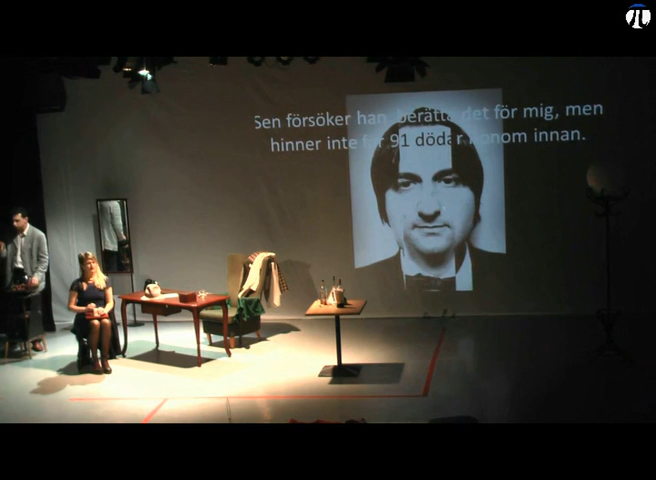 Sen försöker han berätta det för mig, men
hinner inte för 91 dödar honom innan.